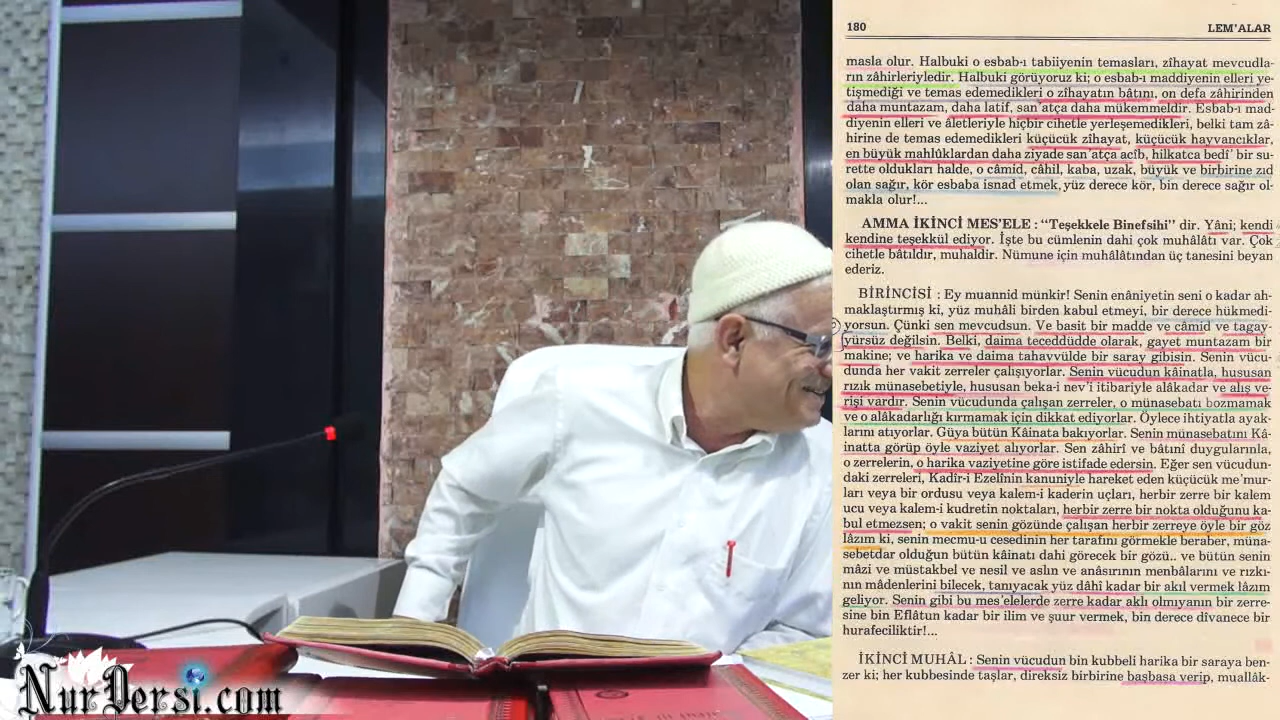 180 LEM'ALAR
masla olur. Halbuki o esbab-ı tabiiyenin temasları, zîhayat mevcudla-
rın zâhirleriyledir. Halbuki görüyoruz ki; o esbab-ı maddiyenin elleri ye-
tişmediği ve temas edemedikleri o zîhayatın bâtını, on defa zâhirinden
daha muntazam, daha latif, san'atça daha mükemmeldir. Esbab-ı mad-
diyenin elleri ve âletleriyle hiçbir cihetle yerleşemedikleri, belki tam zâ-
hirine de temas edemedikleri küçücük zîhayat, küçücük hayvancıklar,
en büyük mahlûklardan daha ziyade san'atça acîb, hilkatca bedî' bir su-
rette oldukları halde, o câmid, câhil, kaba, uzak, büyük ve birbirine zıd
olan sağır, kör esbaba isnad etmek, yüz derece kör, bin derece sağır ol-
makla olur!...
AMMA İKİNCİ MES'ELE : "Teşekkele Binefsihî" dir. Yâni; kendi
kendine teşekkül ediyor. İşte bu cümlenin dahi çok muhâlâtı var. Çok
cihetle bâtıldır, muhaldir. Nümune için muhâlâtından üç tanesini beyan
ederiz.
BİRİNCİSİ : Ey muannid münkir! Senin enâniyetin seni o kadar ah-
maklaştırmış ki, yüz muhâli birden kabul etmeyi, bin derece hükmedi-
yorsun. Çünki sen mevcudsun. Ve basit bir madde ve câmid ve tagay-
yürsüz değilsin. Belki, daima teceddüdde olarak, gayet muntazam bir
makine; ve harika ve daima tahavvülde bir saray gibisin. Senin vücu-
dunda her vakit zerreler çalışıyorlar. Senin vücudun kâinatla, hususan
rızık münasebetiyle, hususan beka-i nev'i itibariyle alâkadar ve alış ve-
rişi vardır. Senin vücudunda çalışan zerreler, o münasebatı bozmamak
ve o alâkadarlığı kırmamak için dikkat ediyorlar. Öylece ihtiyatla ayak-
larını atıyorlar. Güya bütün Kâinata bakıyorlar. Senin münasebatını Kâ-
inatta görüp öyle vaziyet alıyorlar. Sen zâhirî ve bâtınî duygularınla,
o zerrelerin, o harika vaziyetine göre istifade edersin. Eğer sen vücudun-
daki zerreleri, Kadîr-i Ezelînin kanuniyle hareket eden küçücük me'mur-
ları veya bir ordusu veya kalem-i kaderin uçları, herbir zerre bir kalem
ucu veya kalem-i kudretin noktaları, herbir zerre bir nokta olduğunu ka-
bul etmezsen; o vakit senin gözünde çalışan herbir zerreye öyle bir göz
lâzım ki, senin mecmu-u cesedinin her tarafını görmekle beraber, müna-
sebetdar olduğun bütün kâinatı dahi görecek bir gözü.. ve bütün senin
mâzi ve müstakbel ve nesil ve aslın ve anâsırının menbâlarını ve rızkı-
nın mâdenlerini bilecek, tanıyacak yüz dâhî kadar bir akıl vermek lâzım
geliyor. Senin gibi bu mes'elelerde zerre kadar aklı olmıyanın bir zerre-
sine bin Eflâtun kadar bir ilim ve şuur vermek, bin derece dîvanece bir
hurafeciliktir!...
İKİNCİ MUHÂL : Senin vücudun bin kubbeli harika bir saraya ben-
zer ki; her kubbesinde taşlar, direksiz birbirine başbaşa verip, muallâk-
NurDersi.com